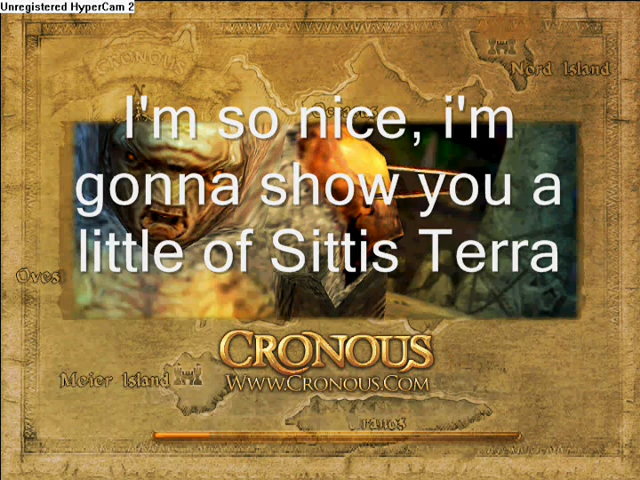 Unregistered HyperCam 2
CRONOUS
Nord Island
I'm so nice, i'm
gonna show you a
little of Sittis Terra
CRONOUS
WWW.CRONOUS.COM
Meier Island